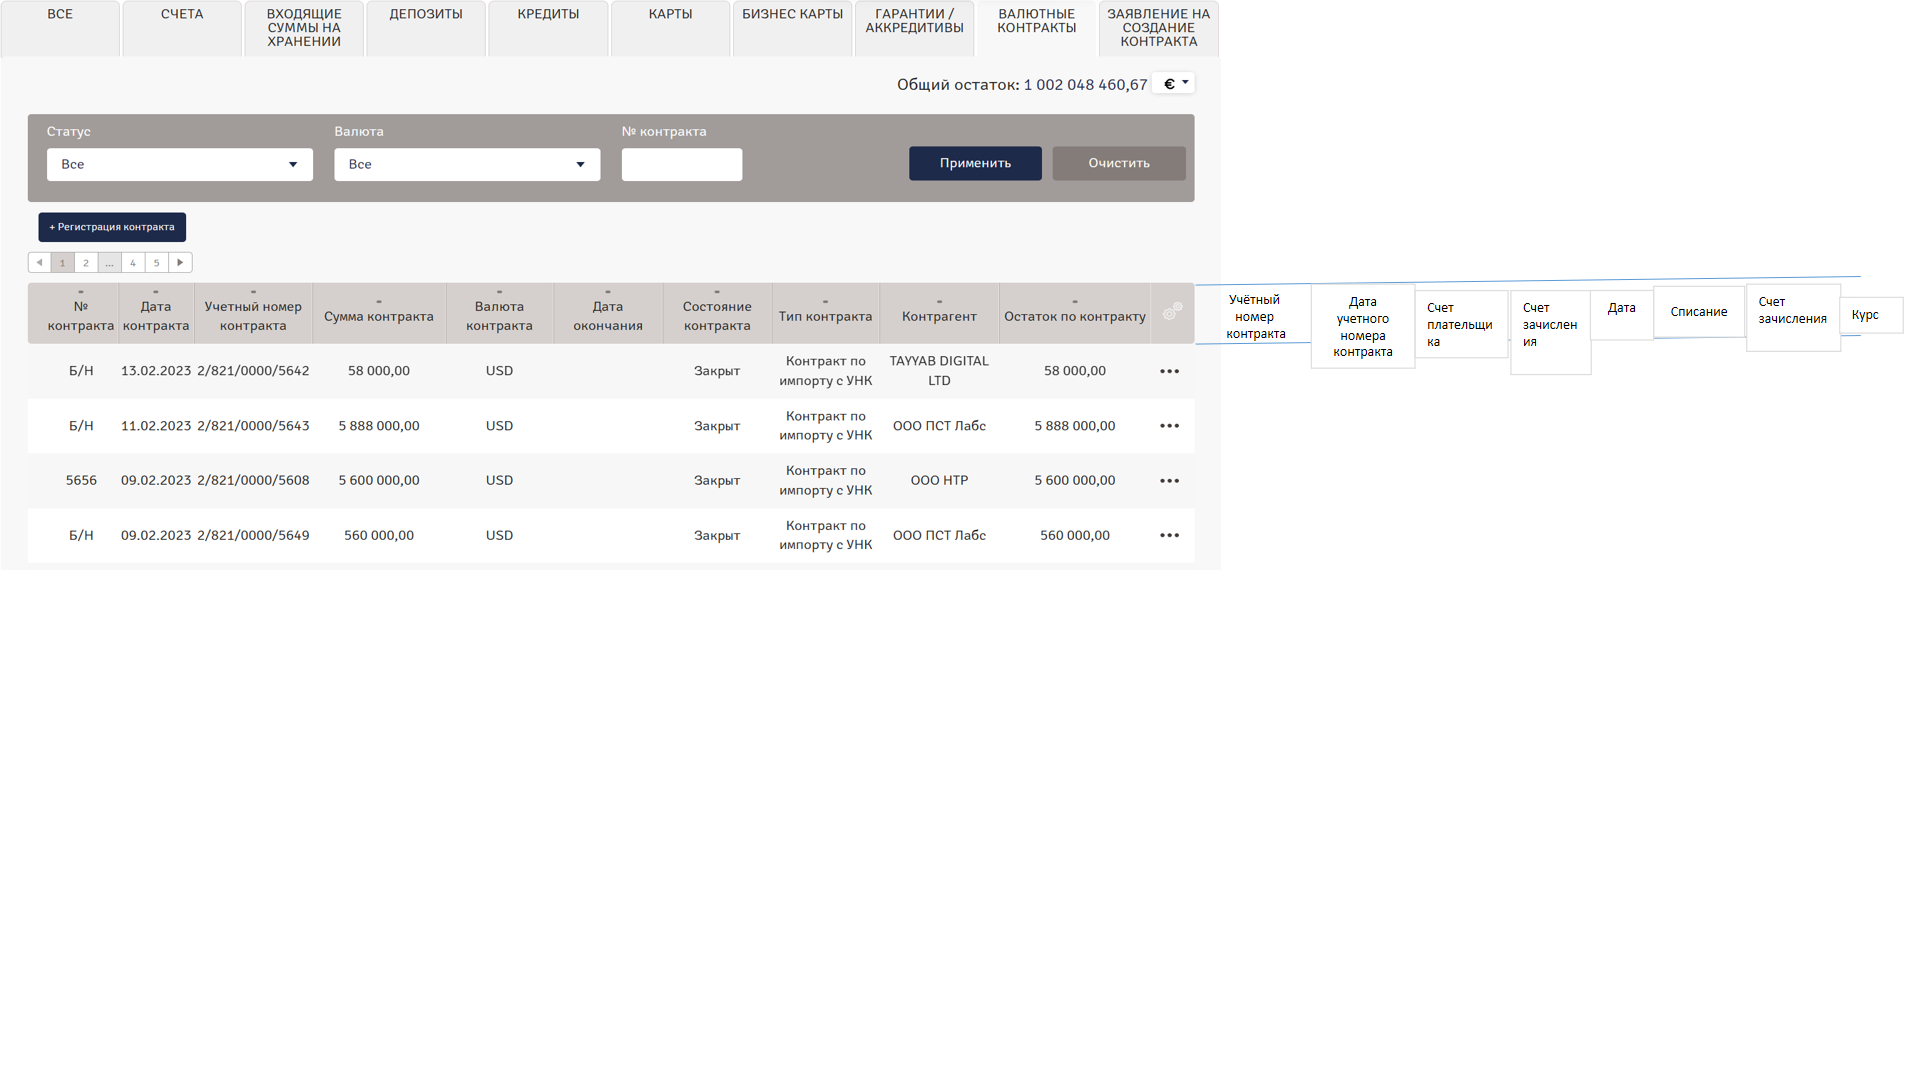 ВСЕ
СЧЕТА
ВХОДЯЩИЕ
СУММЫ НА
ХРАНЕНИИ
ДЕПОЗИТЫ
КРЕДИТЫ
КАРТЫ
БИЗНЕС КАРТЫ
ГАРАНТИИ /
АККРЕДИТИВЫ
ВАЛЮТНЫЕ
КОНТРАКТЫ
ЗАЯВЛЕНИЕ НА
СОЗДАНИЕ
КОНТРАКТА
Общий остаток: 1 002 048 460,67 €
Статус
Валюта
№ контракта
Все
Все
Применить
Очистить
+ Регистрация контракта
1 2 ... 4 5
№
контракта
Дата
контракта
Учетный номер
контракта
Сумма контракта
Валюта
контракта
Дата
окончания
Состояние
контракта
Тип контракта
Контрагент
Остаток по контракту
Учётный
номер
контракта
Дата
учетного
номера
контракта
Счет
плательщи
ка
Счет
зачислен
ия
Дата
Списание
Счет
зачисления
Курс
Б/Н
13.02.2023
2/821/0000/5642
58 000,00
USD
Закрыт
Контракт по
импорту с УНК
TAYYAB DIGITAL
LTD
58 000,00
Б/Н
11.02.2023
2/821/0000/5643
5 888 000,00
USD
Закрыт
Контракт по
импорту с УНК
ООО ПСТ Лабс
5 888 000,00
5656
09.02.2023
2/821/0000/5608
5 600 000,00
USD
Закрыт
Контракт по
импорту с УНК
ООО НТР
5 600 000,00
Б/Н
09.02.2023
2/821/0000/5649
560 000,00
USD
Закрыт
Контракт по
импорту с УНК
ООО ПСТ Лабс
560 000,00